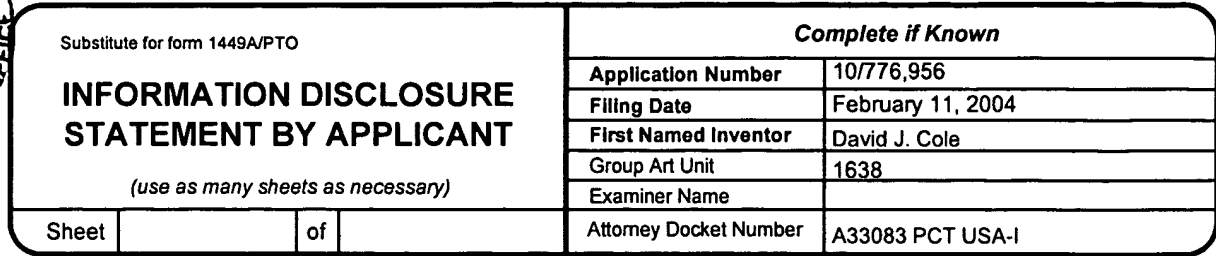 Substitute for form 1449A/PTO
INFORMATION DISCLOSURE
STATEMENT BY APPLICANT
(use as many sheets as necessary)
Sheet of
Complete if Known
Application Number 10/776,956
Filing Date February 11, 2004
First Named Inventor David J. Cole
Group Art Unit 1638
Examiner Name
Attorney Docket Number A33083 PCT USA-I